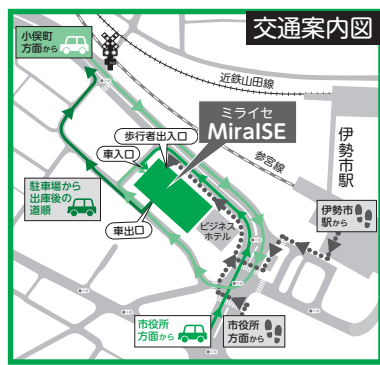 交通案内図
小俣町
方面から
近鉄山田線
ミライセ
MiraISE
歩行者出入口
車入口
参宮線
伊勢市駅
駐車場から
出庫後の
道順
車出口
ビジネス
ホテル
伊勢市
駅から
市役所
方面から
市役所
方面から